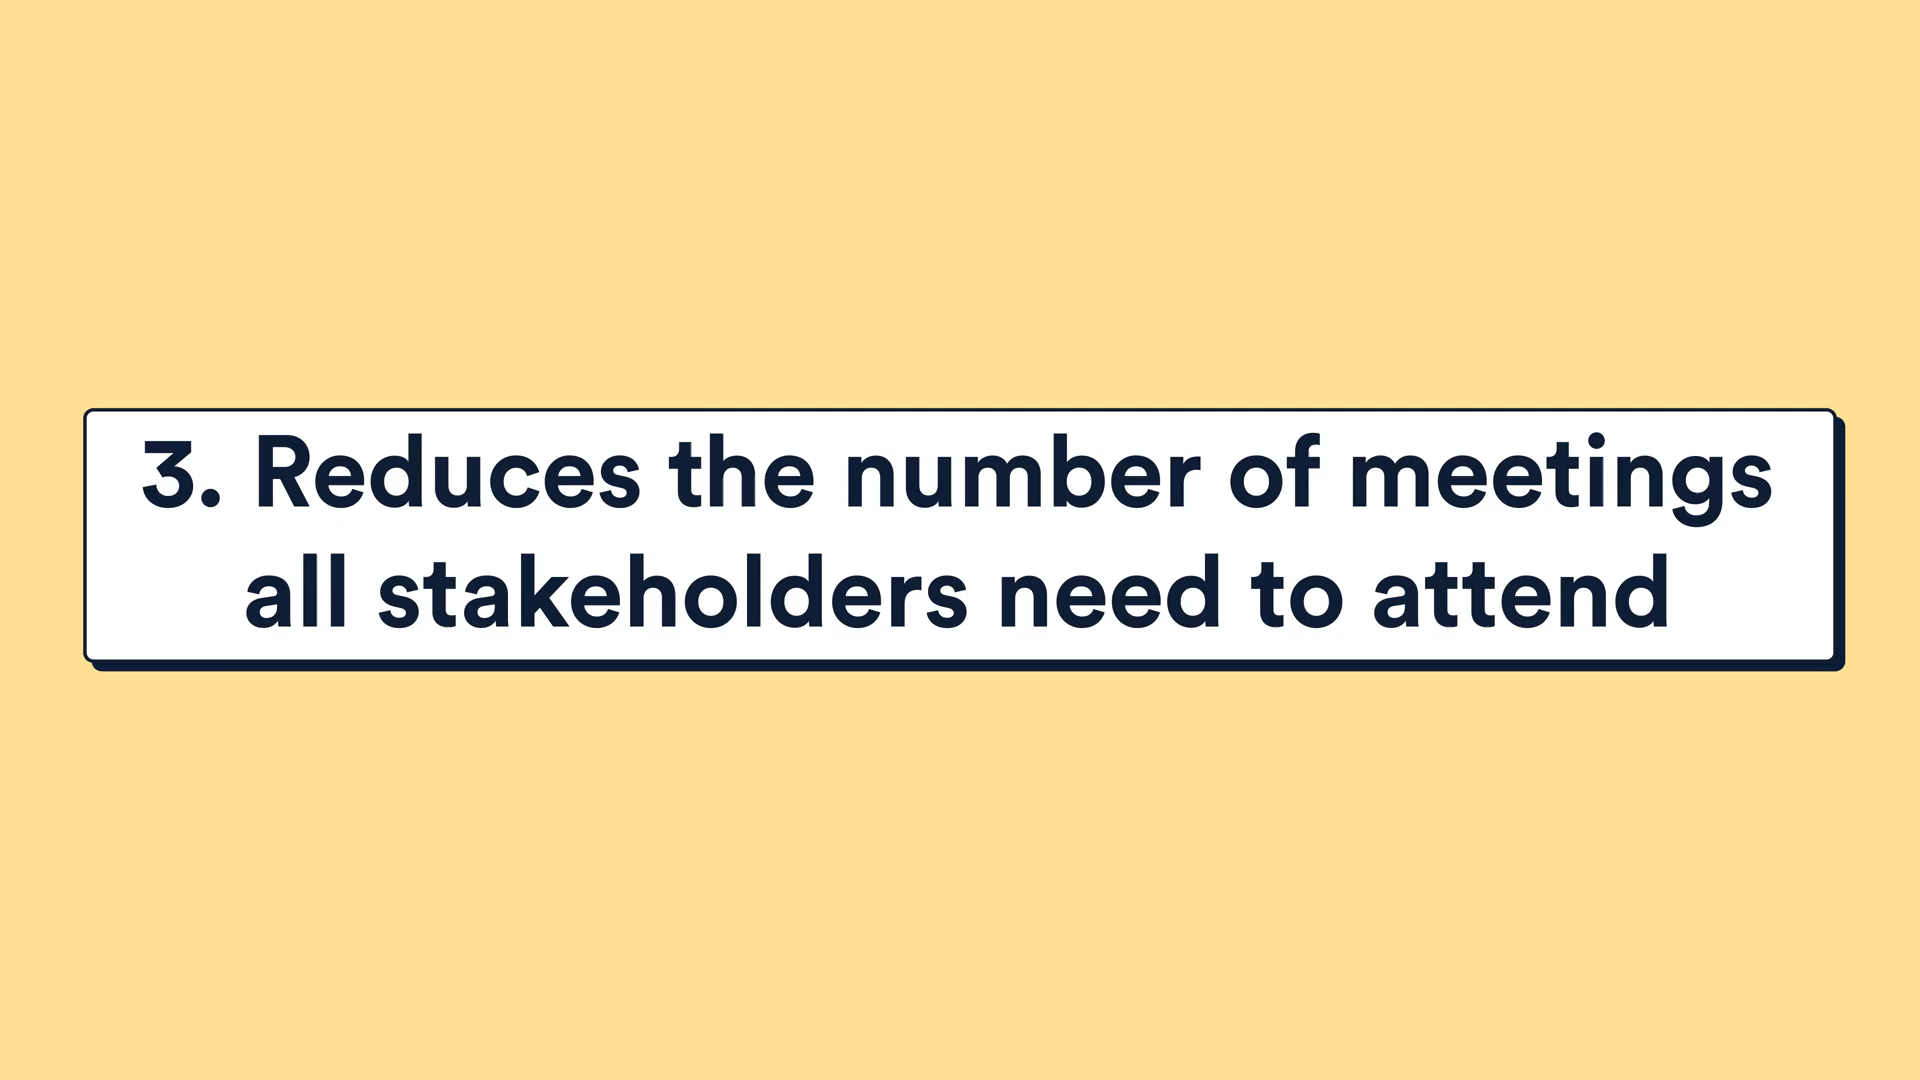 3. Reduces the number of meetings
all stakeholders need to attend